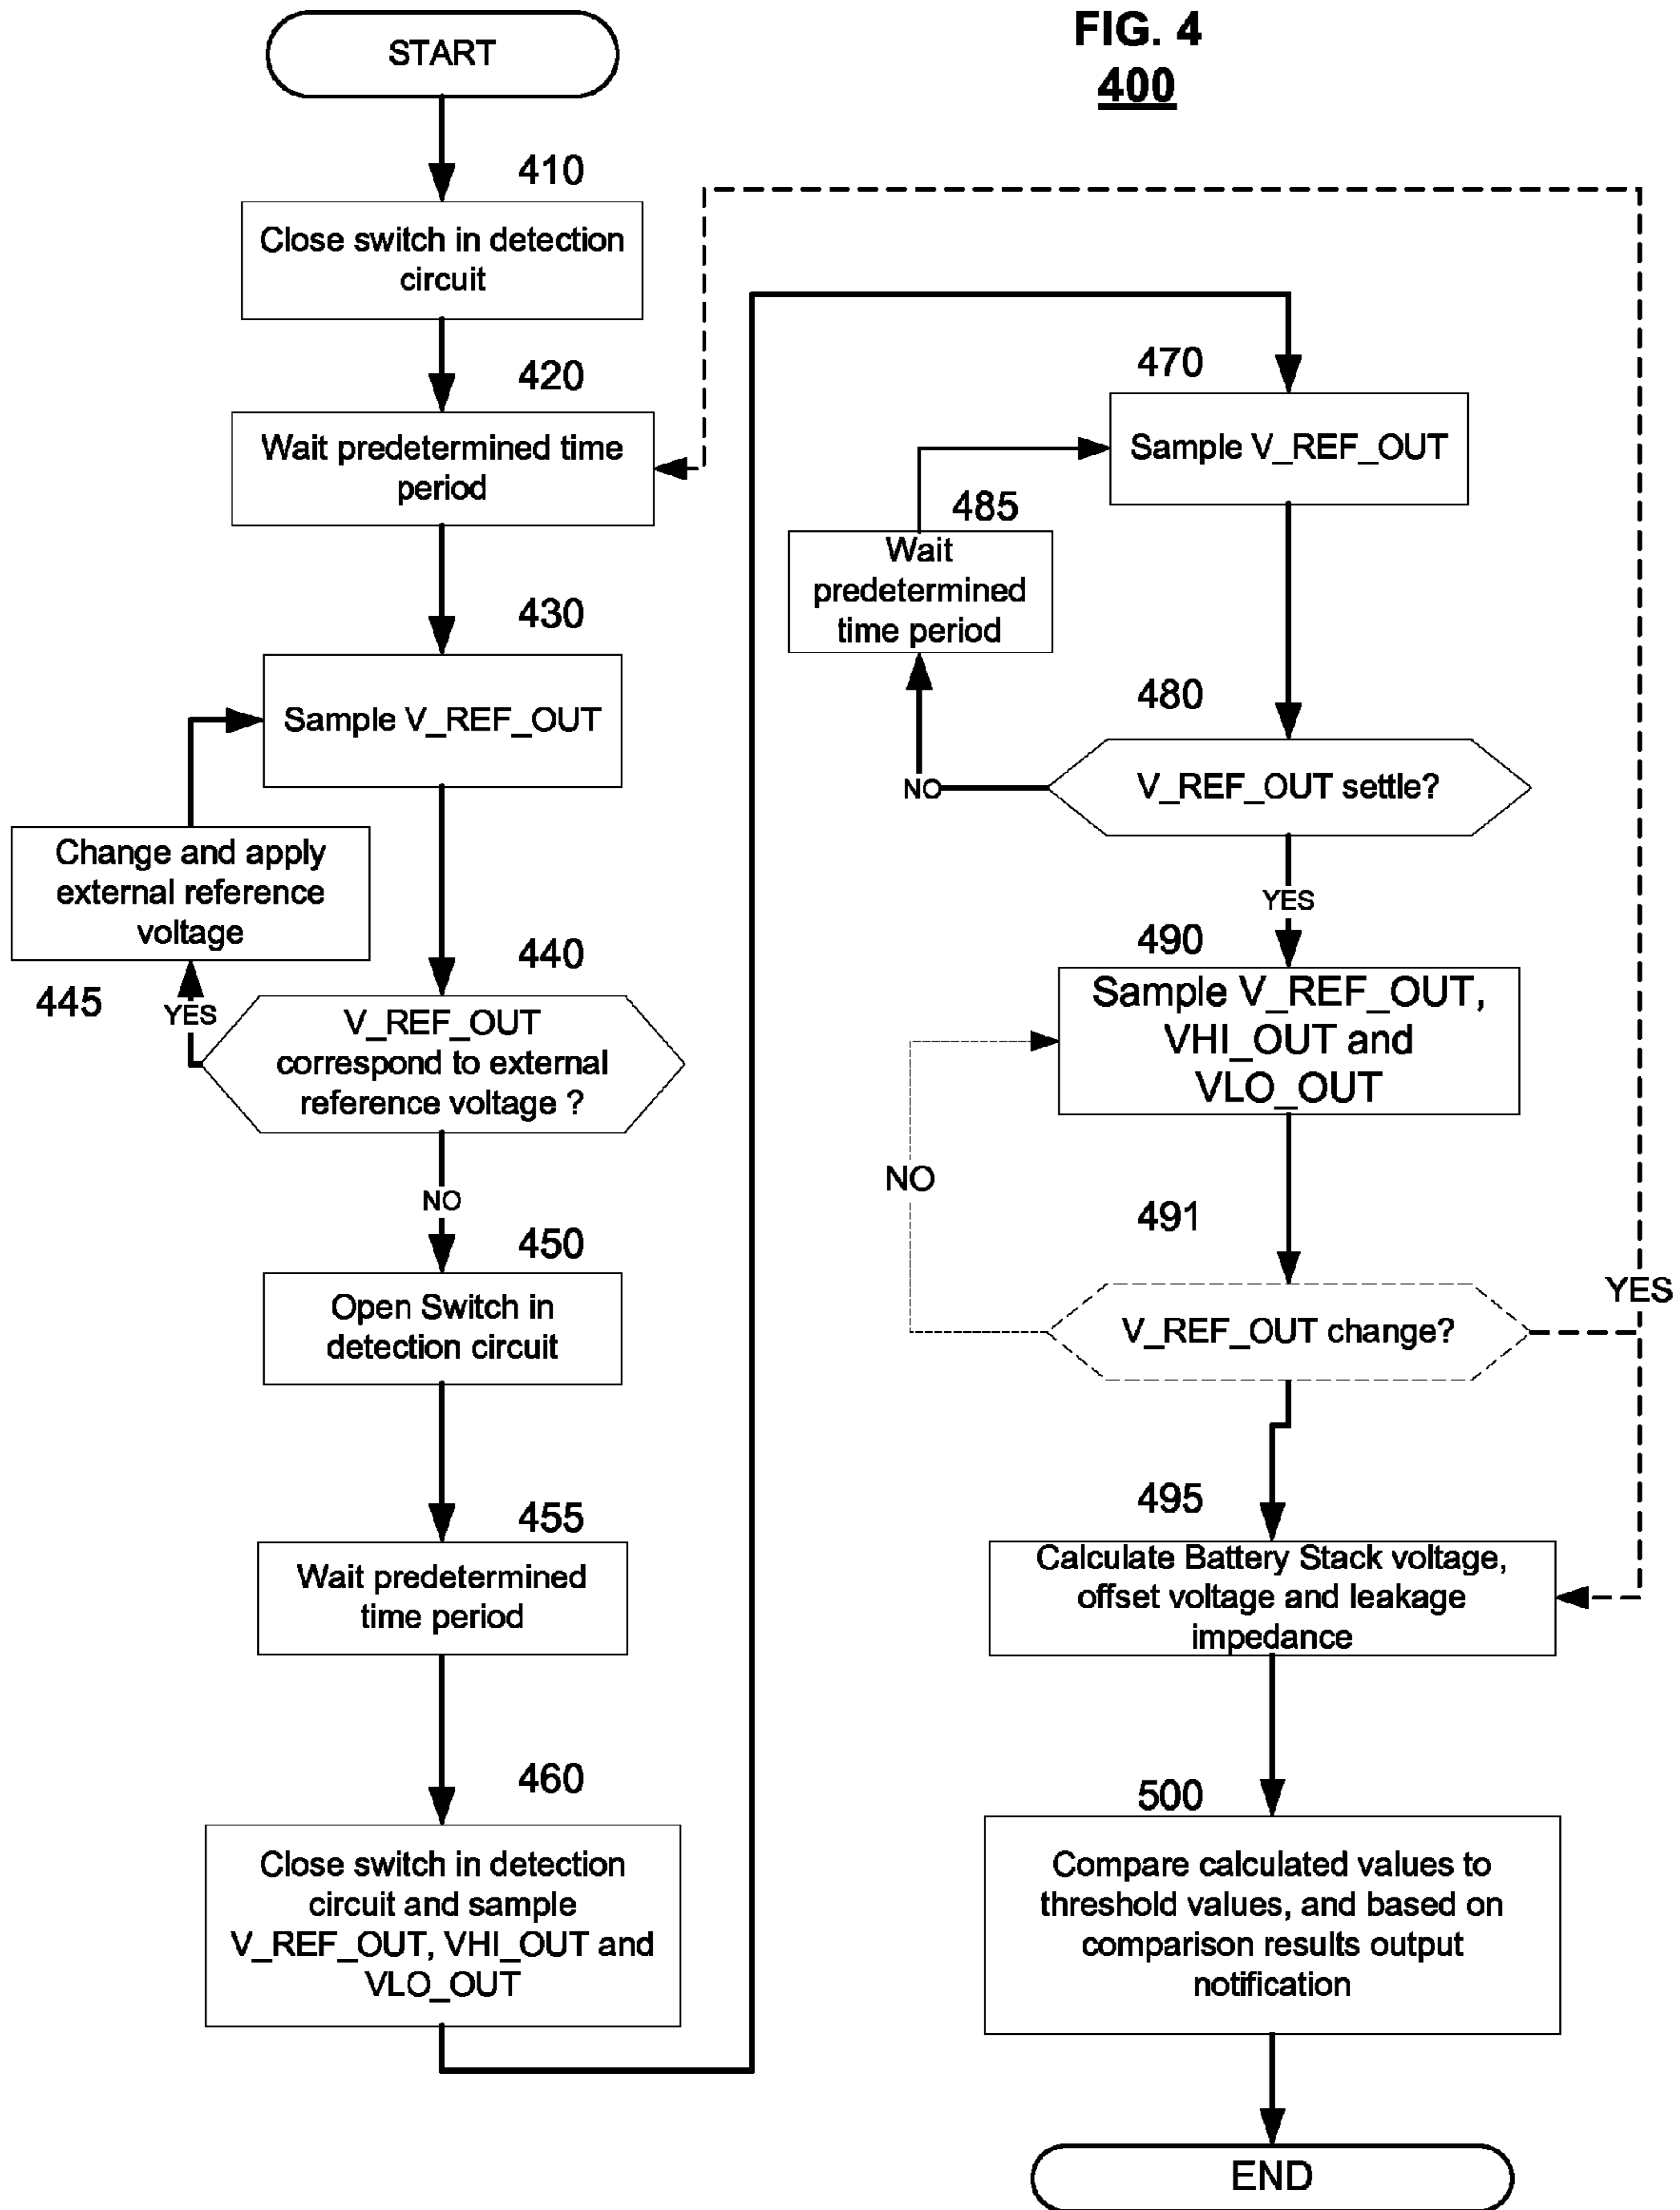 FIG. 4
400
START
410
Close switch in detection
circuit
420
Wait predetermined time
period
430
Sample V_REF_OUT
Change and apply
external reference
voltage
445
YES
440
V_REF_OUT
correspond to external
reference voltage ?
NO
450
Open Switch in
detection circuit
455
Wait predetermined
time period
460
Close switch in detection
circuit and sample
V_REF_OUT, VHI_OUT and
VLO_OUT
470
Sample V_REF_OUT
485
Wait
predetermined
time period
480
V_REF_OUT settle?
NO
YES
490
Sample V_REF_OUT,
VHI_OUT and
VLO_OUT
NO
491
V_REF_OUT change?
YES
495
Calculate Battery Stack voltage,
offset voltage and leakage
impedance
500
Compare calculated values to
threshold values, and based on
comparison results output
notification
END